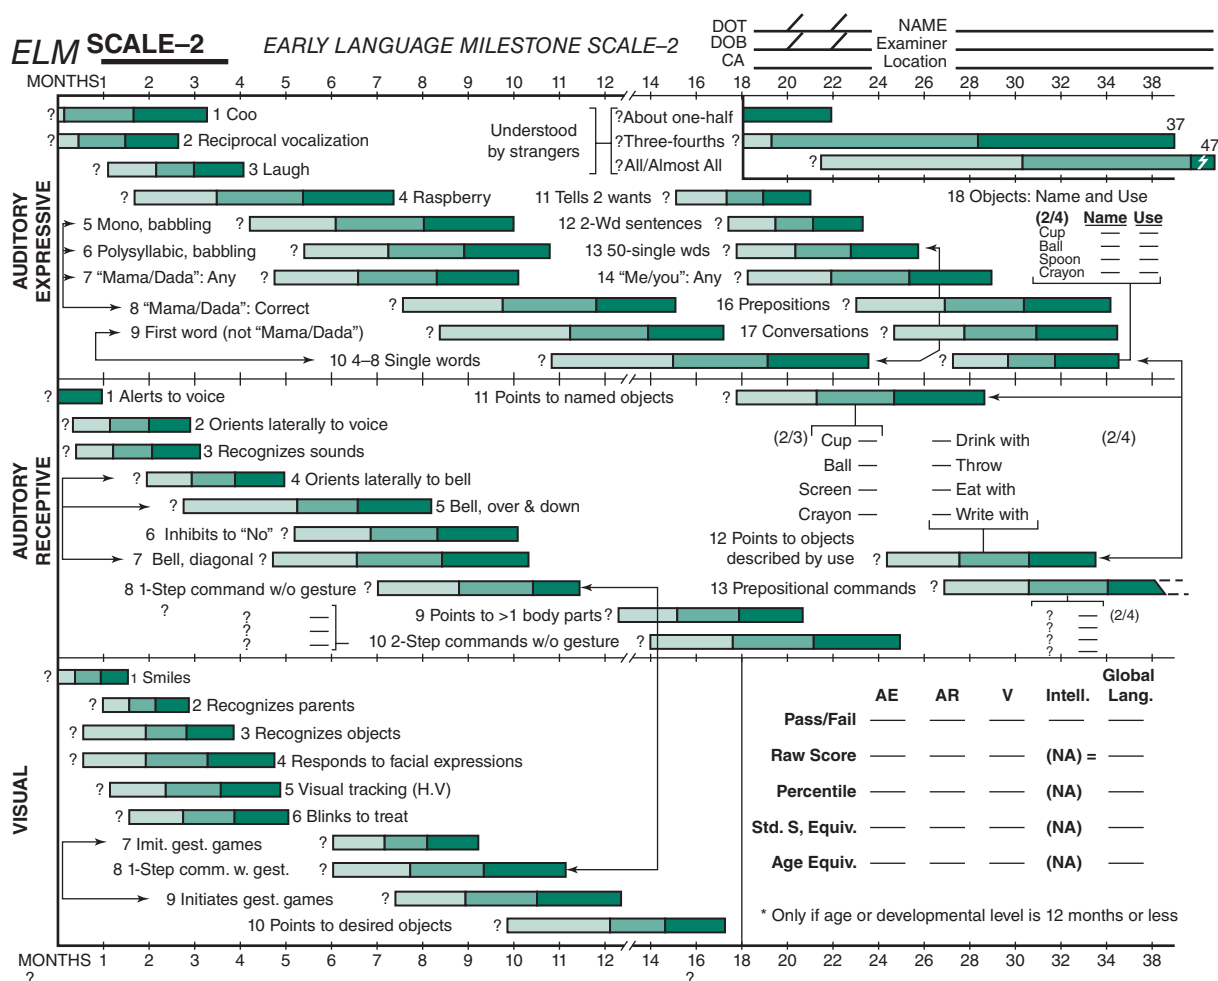 ELM SCALE–2
EARLY LANGUAGE MILESTONE SCALE–2
DOT / / NAME
DOB / / Examiner
CA Location
MONTHS 1 2 3 4 5 6 7 8 9 10 11 12 14 16 18 20 22 24 26 28 30 32 34 38
AUDITORY EXPRESSIVE
? 1 Coo
? 2 Reciprocal vocalization
? 3 Laugh
? 4 Raspberry
5 Mono, babbling ?
6 Polysyllabic, babbling ?
7 “Mama/Dada”: Any ?
8 “Mama/Dada”: Correct ?
9 First word (not “Mama/Dada”) ?
10 4–8 Single words ?
Understood by strangers
?About one-half
?Three-fourths ? 37
?All/Almost All ? 47
11 Tells 2 wants ?
12 2-Wd sentences ?
13 50-single wds ?
14 “Me/you”: Any ?
16 Prepositions ?
17 Conversations ?
?
18 Objects: Name and Use
(2/4) Name Use
Cup
Ball
Spoon
Crayon
AUDITORY RECEPTIVE
? 1 Alerts to voice
? 2 Orients laterally to voice
? 3 Recognizes sounds
? 4 Orients laterally to bell
? 5 Bell, over & down
6 Inhibits to “No” ?
7 Bell, diagonal ?
8 1-Step command w/o gesture ?
?
?
?
?
9 Points to >1 body parts ?
10 2-Step commands w/o gesture ?
11 Points to named objects ?
(2/3) Cup — — Drink with (2/4)
Ball — — Throw
Screen — — Eat with
Crayon — — Write with
12 Points to objects
described by use ?
13 Prepositional commands ?
? — (2/4)
? —
? —
? —
VISUAL
? 1 Smiles
? 2 Recognizes parents
? 3 Recognizes objects
? 4 Responds to facial expressions
? 5 Visual tracking (H.V)
? 6 Blinks to treat
7 Imit. gest. games ?
8 1-Step comm. w. gest. ?
9 Initiates gest. games ?
10 Points to desired objects ?
AE AR V Intell. Global Lang.
Pass/Fail
Raw Score (NA) =
Percentile (NA)
Std. S, Equiv. (NA)
Age Equiv. (NA)
* Only if age or developmental level is 12 months or less
MONTHS 1 2 3 4 5 6 7 8 9 10 11 12 14 16 18 20 22 24 26 28 30 32 34 38
? ?